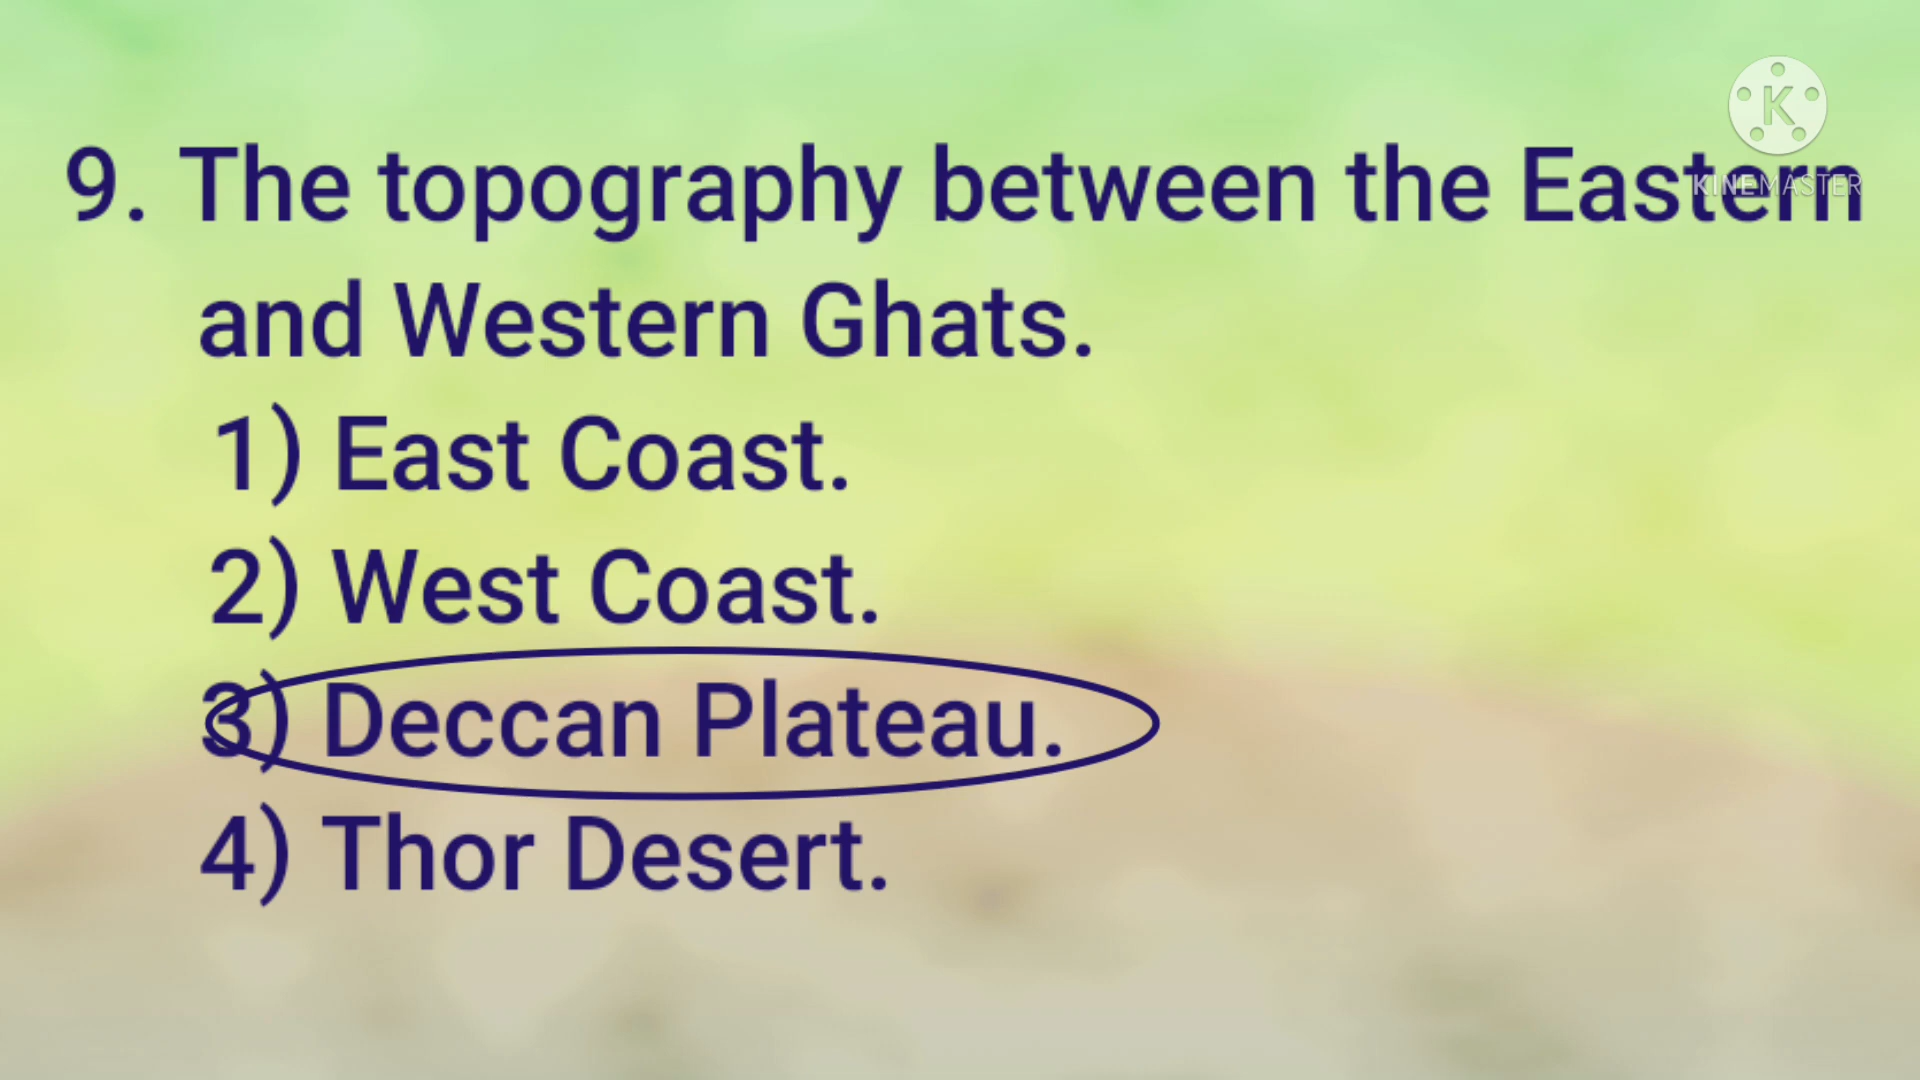 K
KINEMASTER
9. The topography between the Eastern
and Western Ghats.
1) East Coast.
2) West Coast.
3) Deccan Plateau.
4) Thor Desert.